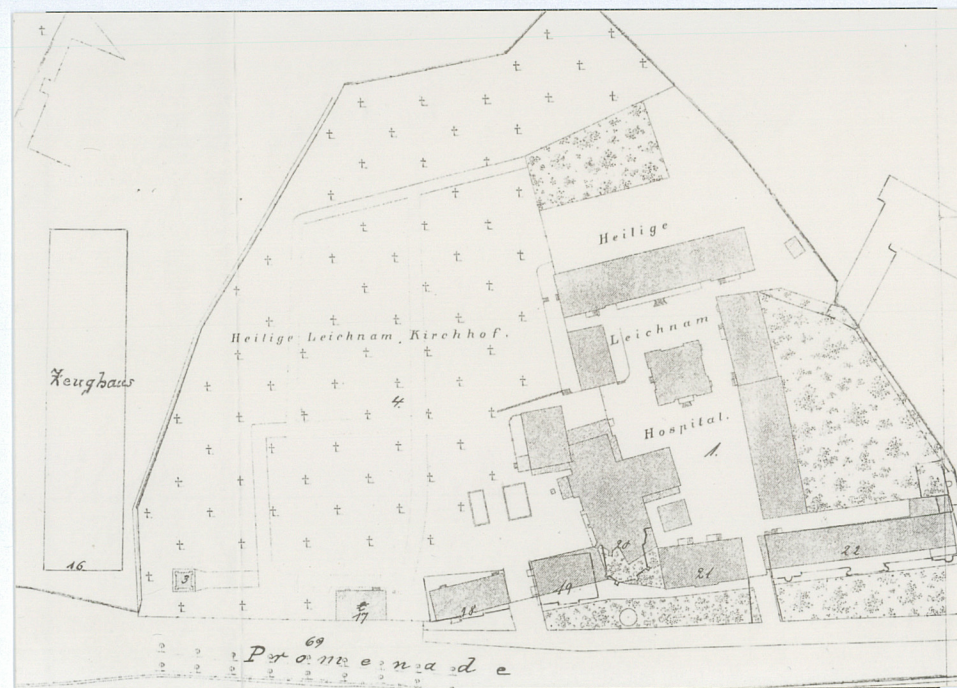 Heilige
Leichnam
Hospital.
1.
Heilige Leichnam Kirchhof.
4.
Zeughaus
16.
3
17
18
19
20
21
22
5
69
Promenade